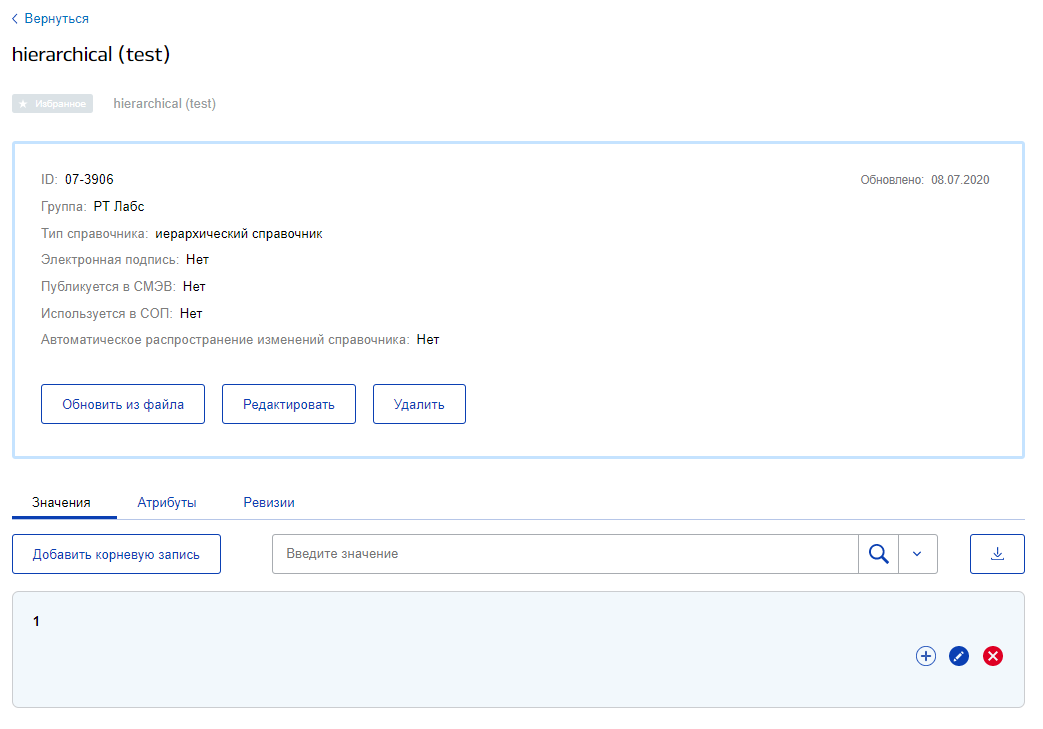 Вернуться
hierarchical (test)
Избранное hierarchical (test)
ID: 07-3906 Обновлено: 08.07.2020
Группа: РТ Лабс
Тип справочника: иерархический справочник
Электронная подпись: Нет
Публикуется в СМЭВ: Нет
Используется в СОП: Нет
Автоматическое распространение изменений справочника: Нет
Обновить из файла Редактировать Удалить
Значения Атрибуты Ревизии
Добавить корневую запись Введите значение
1